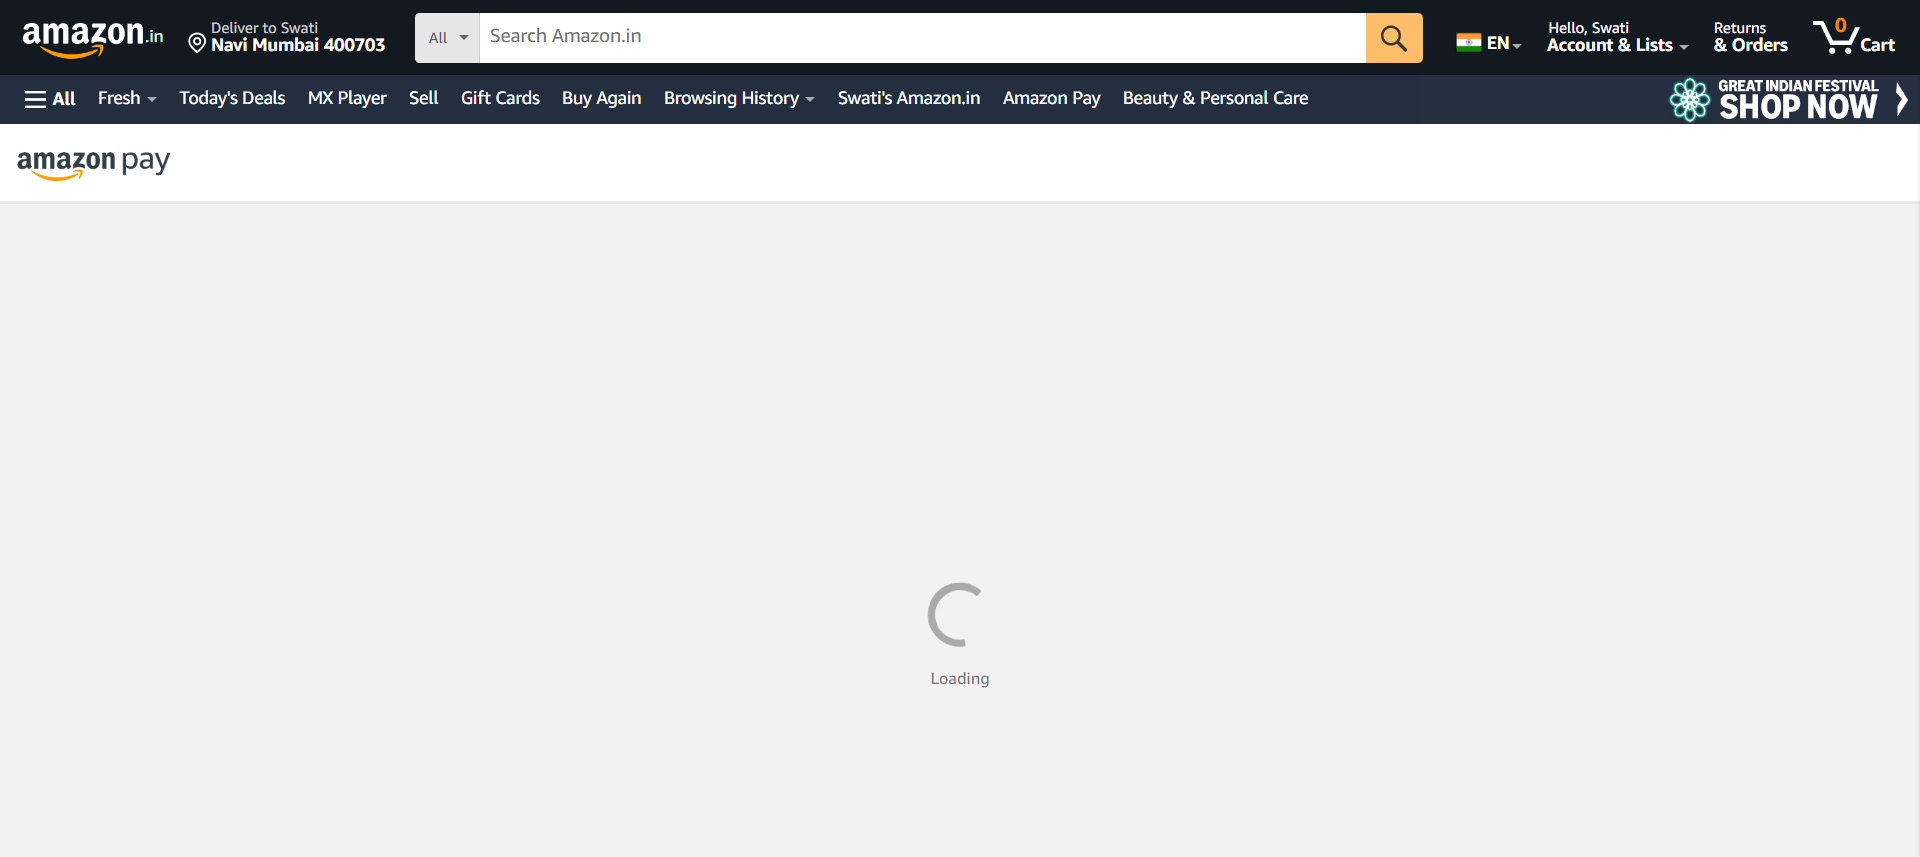 amazon.in
Deliver to Swati
Navi Mumbai 400703
All
Search Amazon.in
EN
Hello, Swati
Account & Lists
Returns
& Orders
0
Cart
All
Fresh
Today's Deals
MX Player
Sell
Gift Cards
Buy Again
Browsing History
Swati's Amazon.in
Amazon Pay
Beauty & Personal Care
GREAT INDIAN FESTIVAL
SHOP NOW
amazon pay
Loading